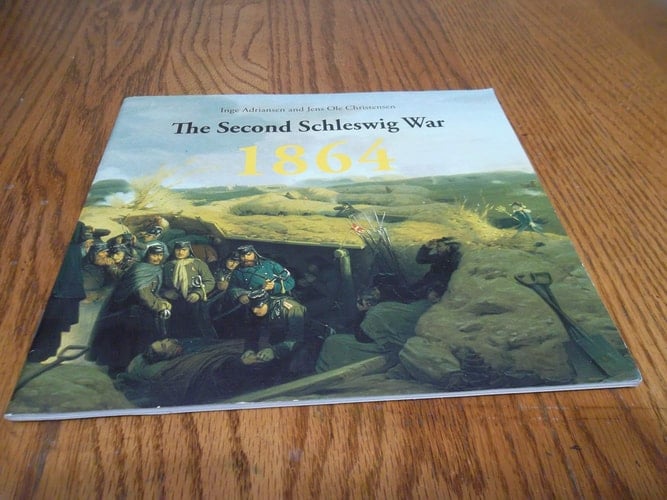 Inge Adriansen and Jens Ole Christensen
The Second Schleswig War
1864